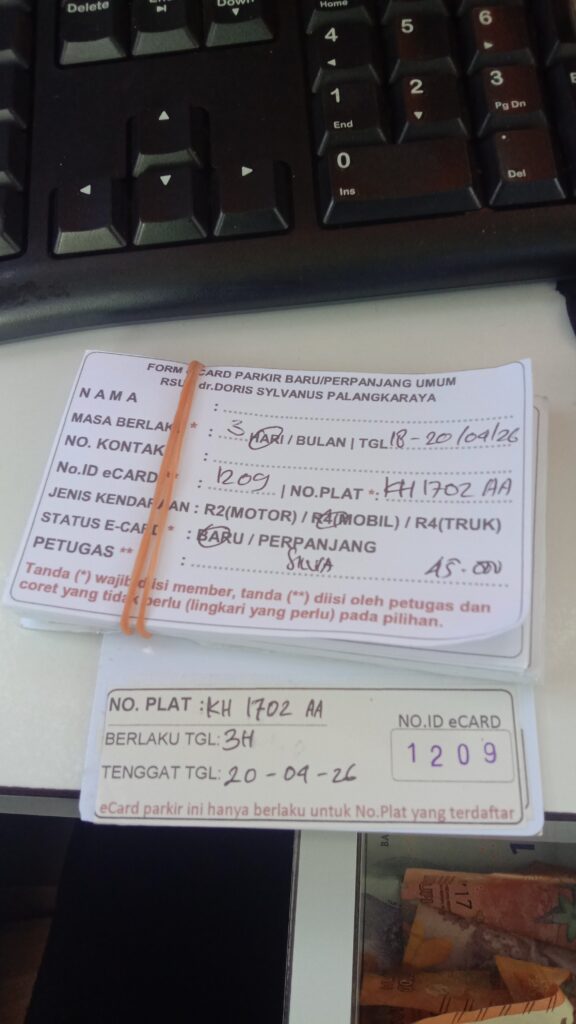 Delete
End
Down
Home
4
5
6
1
End
2
3
Pg Dn
0
Ins
.
Del
FORM eCARD PARKIR BARU/PERPANJANG UMUM
RSUD dr.DORIS SYLVANUS PALANGKARAYA
NAMA :
MASA BERLAKU * : 3 HARI / BULAN | TGL 18-20/04/26
NO. KONTAK :
No.ID eCARD ** : 1209 | NO.PLAT *: KH 1702 AA
JENIS KENDARAAN : R2(MOTOR) / R4(MOBIL) / R4(TRUK)
STATUS E-CARD * : BARU / PERPANJANG
PETUGAS ** : SILVIA 45.000
Tanda (*) wajib diisi member, tanda (**) diisi oleh petugas dan
coret yang tidak perlu (lingkari yang perlu) pada pilihan.
NO. PLAT : KH 1702 AA
BERLAKU TGL: 3H
TENGGAT TGL: 20-04-26
NO.ID eCARD
1209
eCard parkir ini hanya berlaku untuk No.Plat yang terdaftar